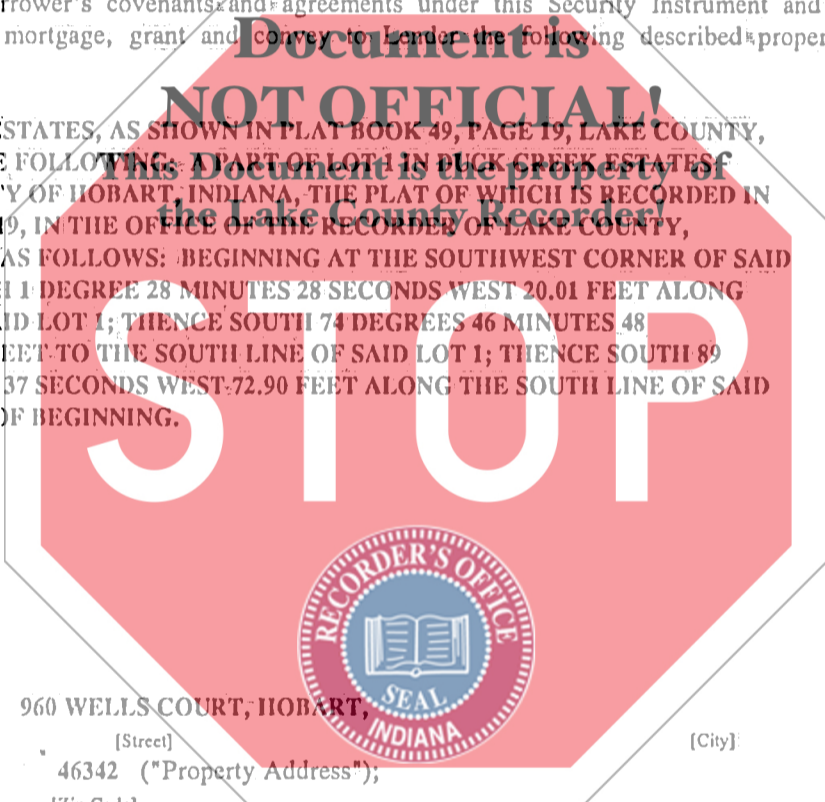 rrower's covenants and agreements under this Security Instrument and
mortgage, grant and convey to Lender the following described proper
Document is
NOT OFFICIAL!
This Document is the property of
the Lake County Recorder!
STATES, AS SHOWN IN PLAT BOOK 49, PAGE 19, LAKE COUNTY,
E FOLLOWING: A PART OF LOT 1 IN DUCK CREEK ESTATES
Y OF HOBART, INDIANA, THE PLAT OF WHICH IS RECORDED IN
9, IN THE OFFICE OF THE RECORDER OF LAKE COUNTY,
AS FOLLOWS: BEGINNING AT THE SOUTHWEST CORNER OF SAID
H 1 DEGREE 28 MINUTES 28 SECONDS WEST 20.01 FEET ALONG
ID LOT 1; THENCE SOUTH 74 DEGREES 46 MINUTES 48
EET TO THE SOUTH LINE OF SAID LOT 1; THENCE SOUTH 89
37 SECONDS WEST 72.90 FEET ALONG THE SOUTH LINE OF SAID
OF BEGINNING.
STOP
RECORDER'S OFFICE
SEAL
INDIANA
960 WELLS COURT, HOBART,
[Street] [City]
46342 ("Property Address");